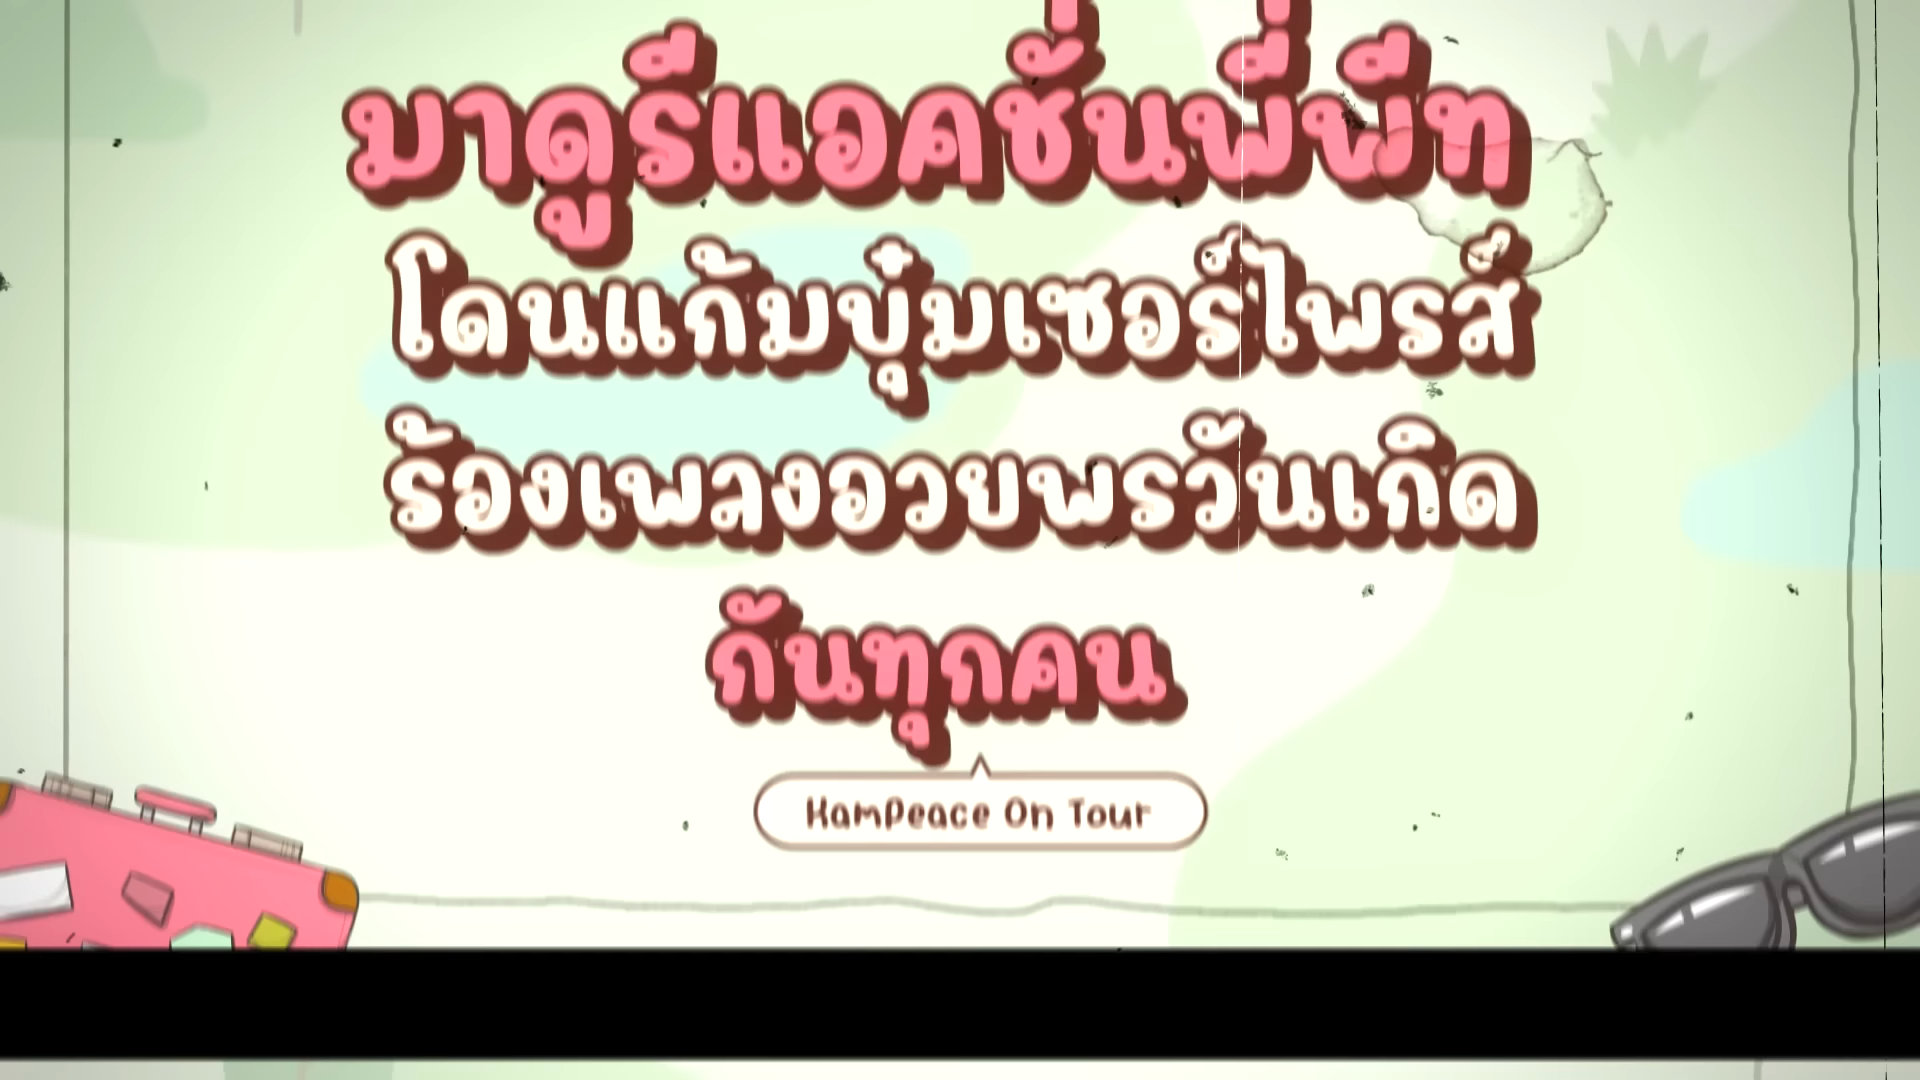 มาดูรีแอคชั่นพี่พีท
โดนแก้มบุ๋มเซอร์ไพรส์
ร้องเพลงอวยพรวันเกิด
กันทุกคน
KamPeace On Tour